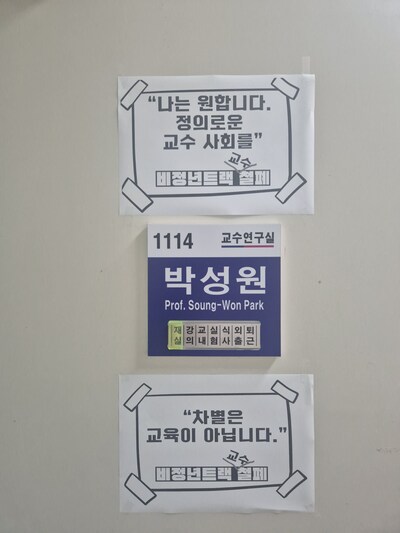 “나는 원합니다.
정의로운
교수 사회를”
교수
비정년트랙 철폐
1114 교수연구실
박성원
Prof. Soung-Won Park
재실 강의 교내 실험 식사 외출 퇴근
“차별은
교육이 아닙니다.”
교수
비정년트랙 철폐